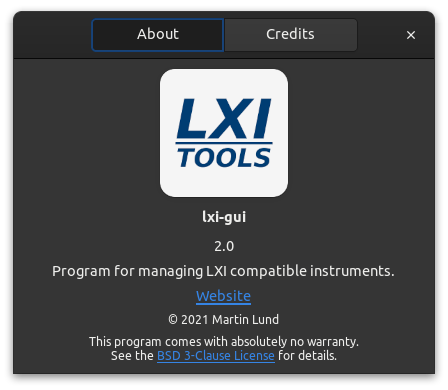 About
Credits
LXI
TOOLS
lxi-gui
2.0
Program for managing LXI compatible instruments.
Website
© 2021 Martin Lund
This program comes with absolutely no warranty.
See the BSD 3-Clause License for details.